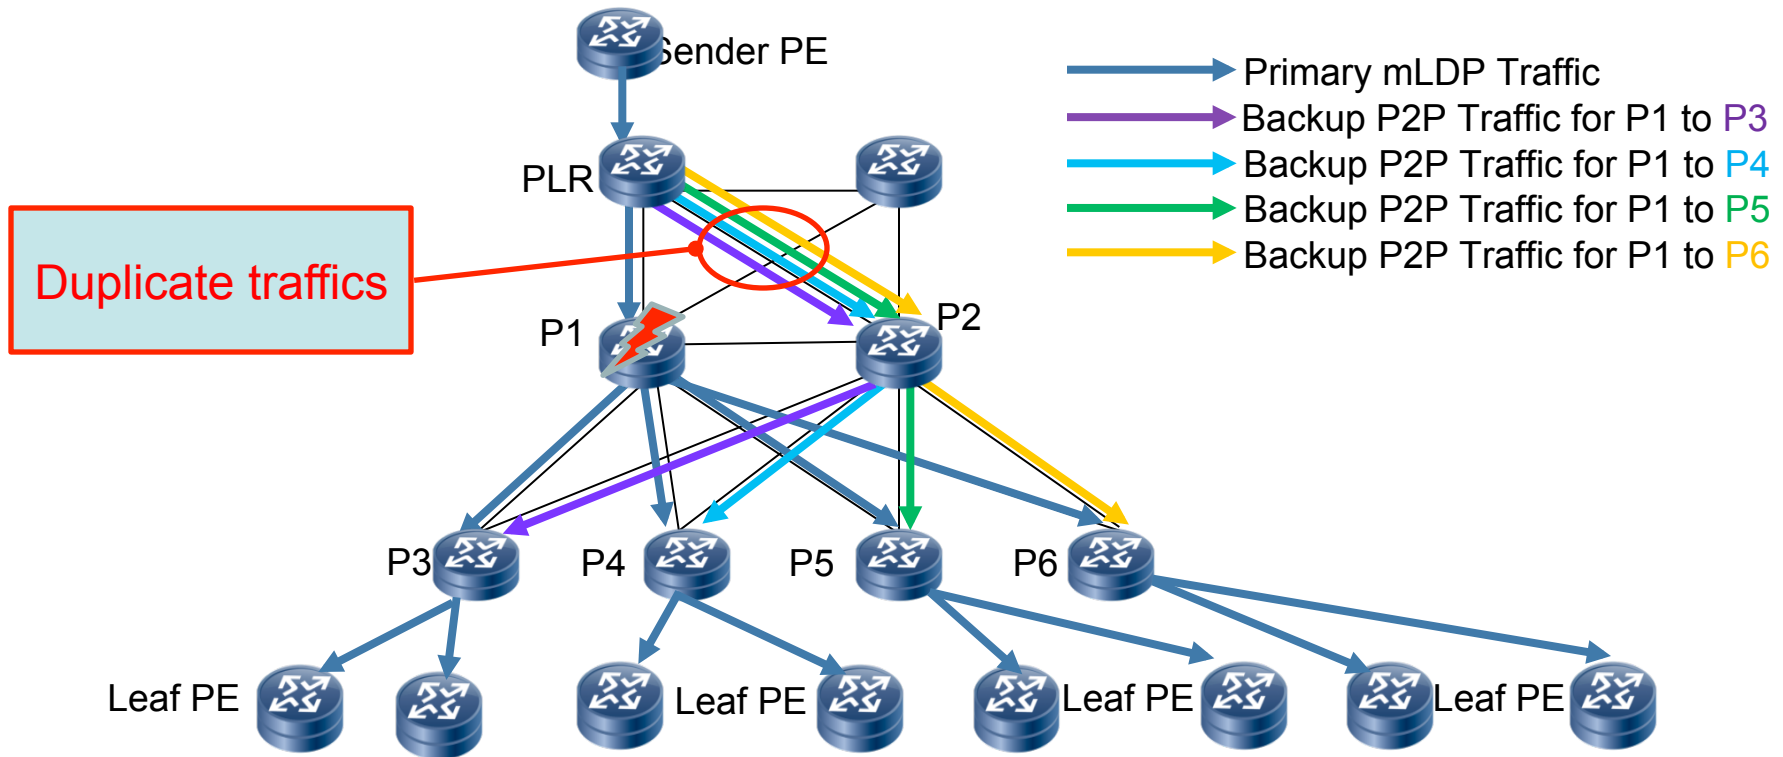 Sender PE
Primary mLDP Traffic
Backup P2P Traffic for P1 to P3
Backup P2P Traffic for P1 to P4
Backup P2P Traffic for P1 to P5
Backup P2P Traffic for P1 to P6
PLR
Duplicate traffics
P1
P2
P3
P4
P5
P6
Leaf PE
Leaf PE
Leaf PE
Leaf PE